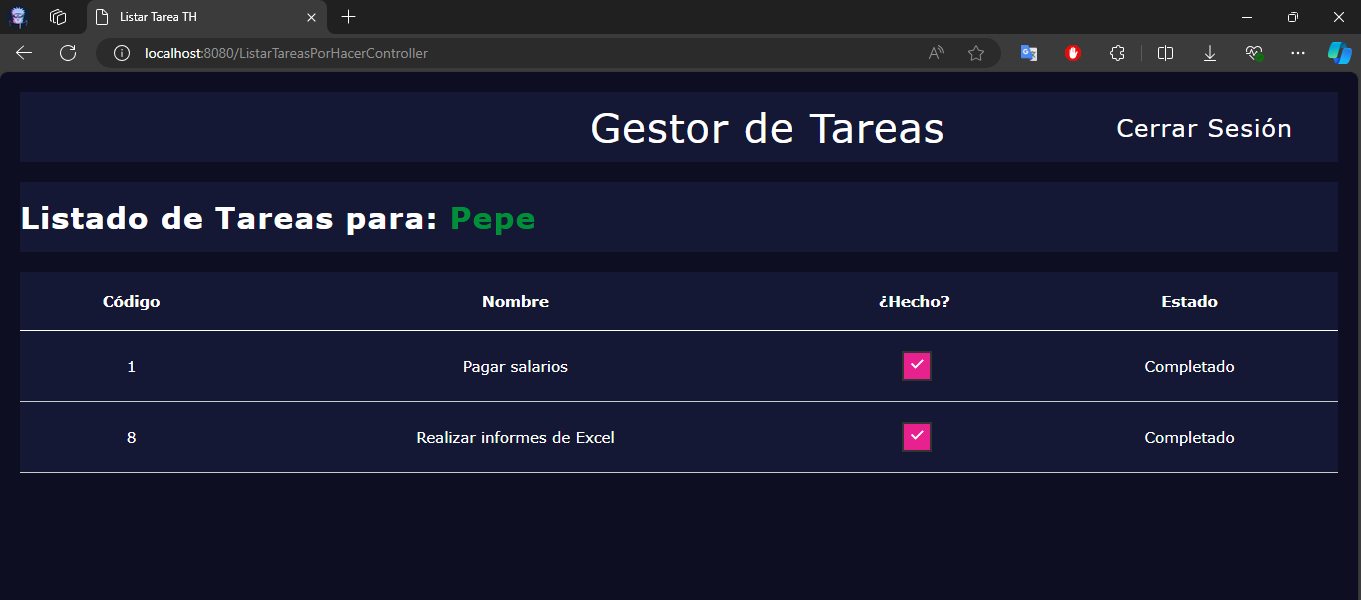 Listar Tarea TH
localhost:8080/ListarTareasPorHacerController
Gestor de Tareas
Cerrar Sesión
Listado de Tareas para: Pepe
Código Nombre ¿Hecho? Estado
1 Pagar salarios Completado
8 Realizar informes de Excel Completado